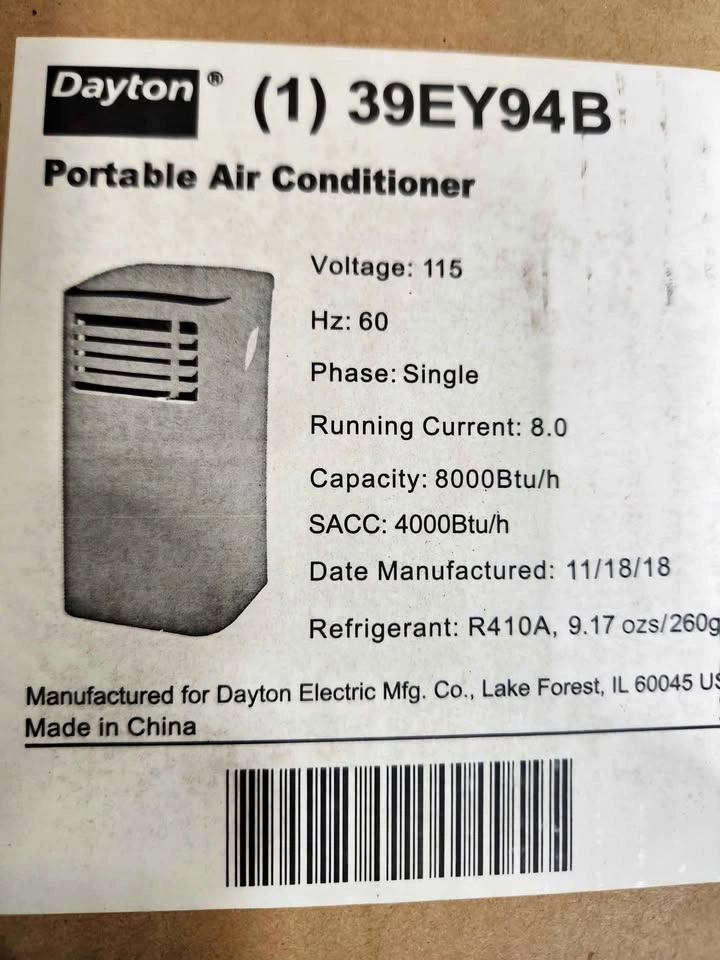 Dayton® (1) 39EY94B
Portable Air Conditioner
Voltage: 115
Hz: 60
Phase: Single
Running Current: 8.0
Capacity: 8000Btu/h
SACC: 4000Btu/h
Date Manufactured: 11/18/18
Refrigerant: R410A, 9.17 ozs/260g
Manufactured for Dayton Electric Mfg. Co., Lake Forest, IL 60045 US
Made in China